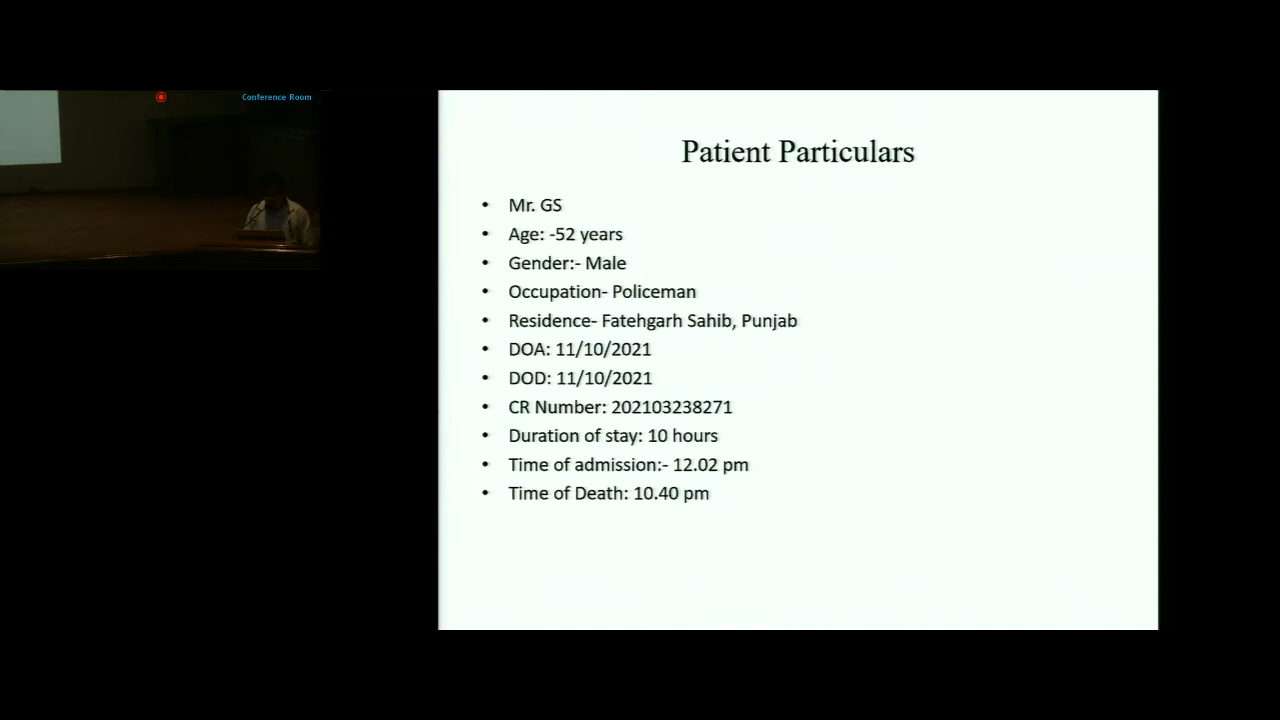 Conference Room
Patient Particulars
• Mr. GS
• Age: -52 years
• Gender:- Male
• Occupation- Policeman
• Residence- Fatehgarh Sahib, Punjab
• DOA: 11/10/2021
• DOD: 11/10/2021
• CR Number: 202103238271
• Duration of stay: 10 hours
• Time of admission:- 12.02 pm
• Time of Death: 10.40 pm